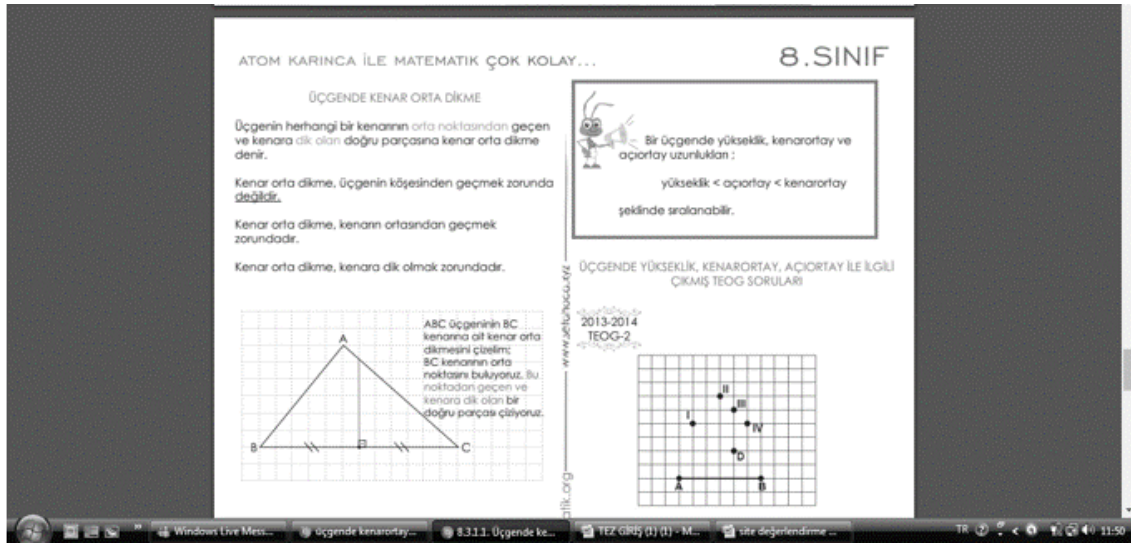 ATOM KARINCA İLE MATEMATİK ÇOK KOLAY...
8.SINIF
ÜÇGENDE KENAR ORTA DİKME
Üçgenin herhangi bir kenarının orta noktasından geçen
ve kenara dik olan doğru parçasına kenar orta dikme
denir.
Kenar orta dikme, üçgenin köşesinden geçmek zorunda
değildir.
Kenar orta dikme, kenarın ortasından geçmek
zorundadır.
Kenar orta dikme, kenara dik olmak zorundadır.
ABC üçgeninin BC
kenarına ait kenar orta
dikmesini çizelim;
BC kenarının orta
noktasını buluyoruz. Bu
noktadan geçen ve
kenara dik olan bir
doğru parçası çiziyoruz.
A
B
C
Bir üçgende yükseklik, kenarortay ve
açıortay uzunlukları ;
yükseklik < açıortay < kenarortay
şeklinde sıralanabilir.
ÜÇGENDE YÜKSEKLİK, KENARORTAY, AÇIORTAY İLE İLGİLİ
ÇIKMIŞ TEOG SORULARI
2013-2014
TEOG-2
II
III
I
IV
D
A
B
Windows Live Mess...
üçgende kenarortay...
8.3.1.1. Üçgende ke...
TEZ GİRİŞ (1) (1) - M...
site değerlendirme ...
TR
11:50